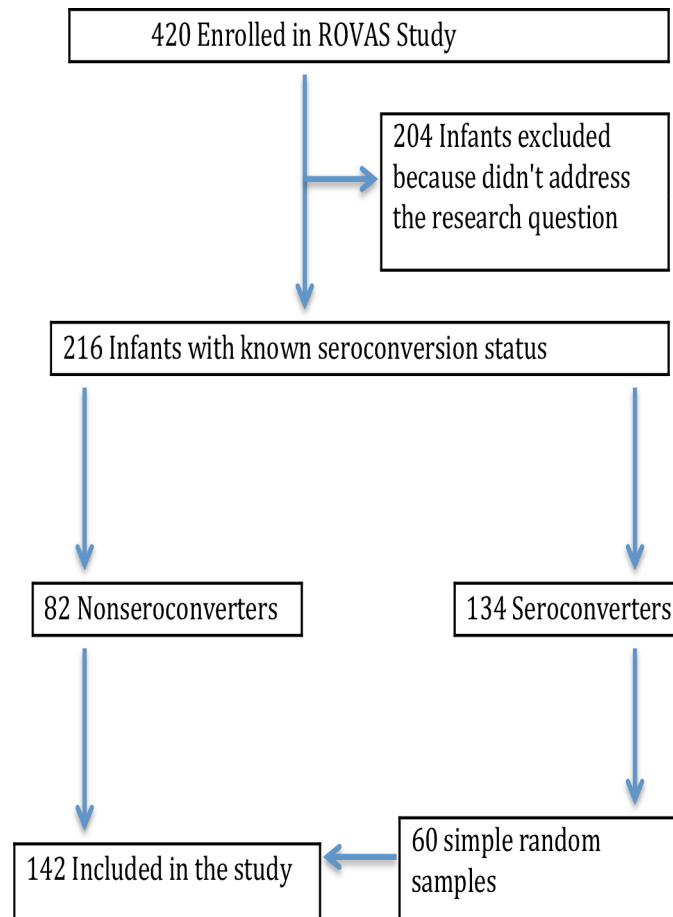 420 Enrolled in ROVAS Study
204 Infants excluded
because didn't address
the research question
216 Infants with known seroconversion status
82 Nonseroconverters
134 Seroconverters
60 simple random
samples
142 Included in the study